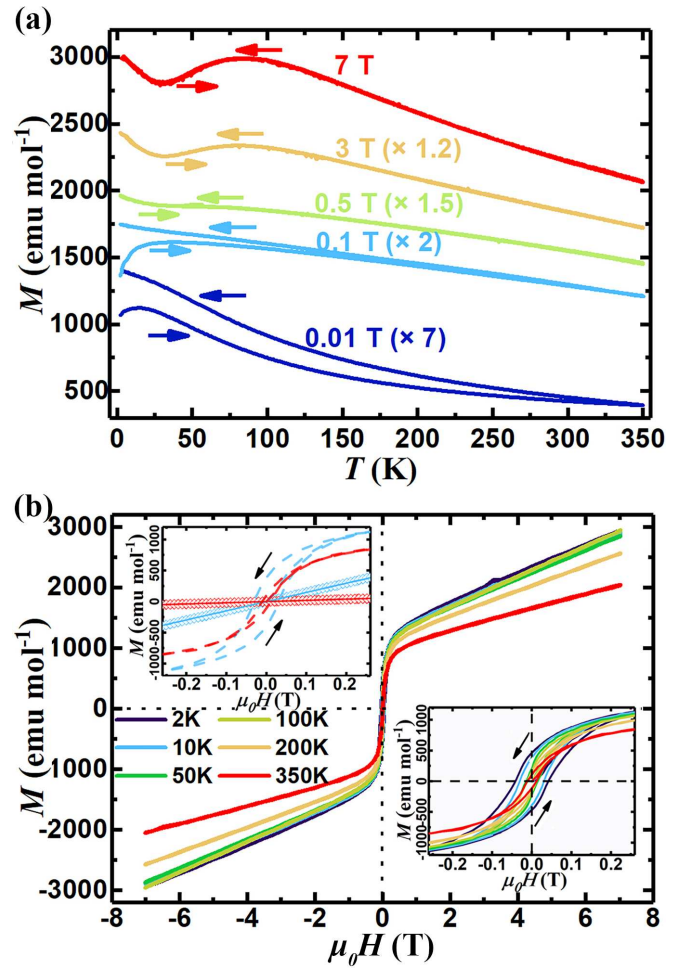 (a)
3000
2500
2000
1500
1000
500
M (emu mol⁻¹)
7 T
3 T (× 1.2)
0.5 T (× 1.5)
0.1 T (× 2)
0.01 T (× 7)
0 50 100 150 200 250 300 350
T (K)
(b)
3000
2000
1000
0
-1000
-2000
-3000
M (emu mol⁻¹)
1000
500
0
-500
-1000
M (emu mol⁻¹)
-0.2 0.0 0.2
μ₀H (T)
2K 100K
10K 200K
50K 350K
1000
500
0
-500
-1000
M (emu mol⁻¹)
-0.2 -0.1 0.0 0.1 0.2
μ₀H (T)
-8 -6 -4 -2 0 2 4 6 8
μ₀H (T)